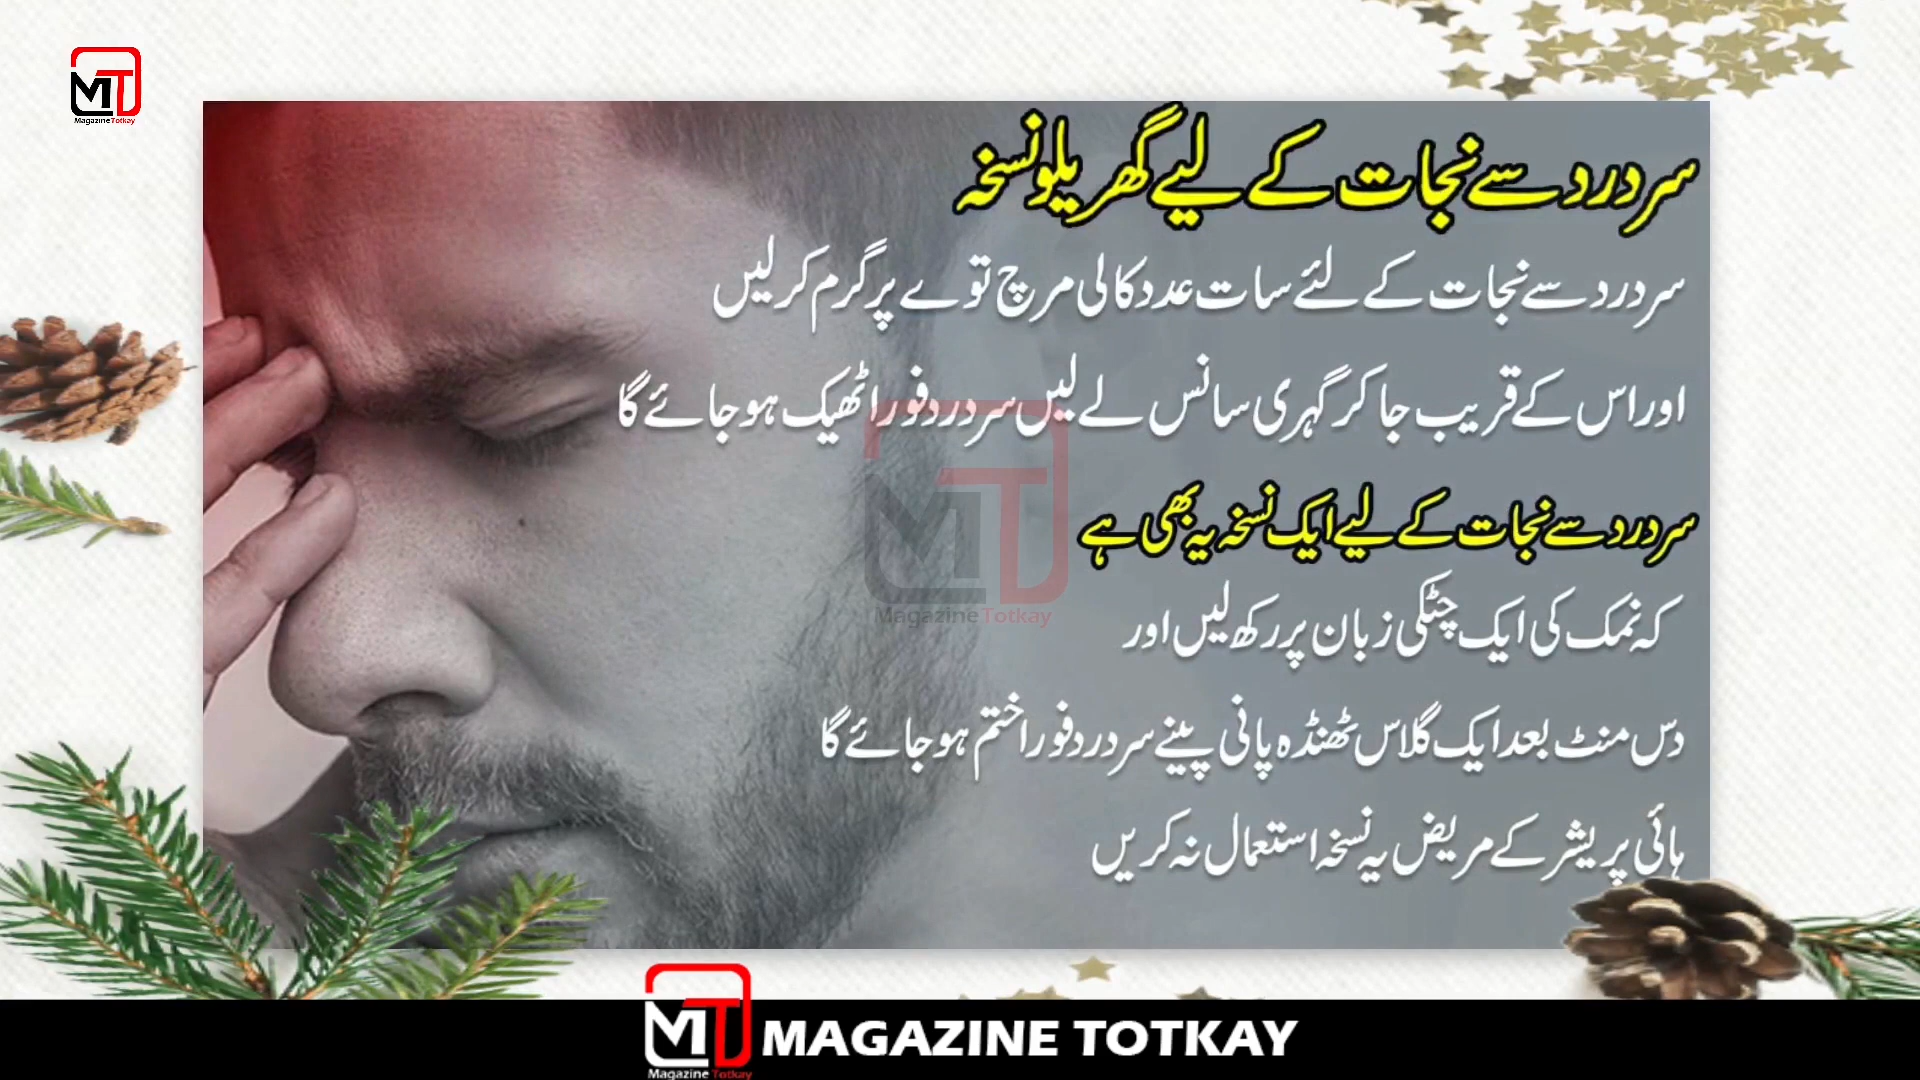 MT
Magazine Totkay
سر درد سے نجات کے لیے گھریلو نسخہ
سر درد سے نجات کے لئے سات عدد کالی مرچ توے پر گرم کر لیں
اور اس کے قریب جا کر گہری سانس لے لیں سر درد فورا ٹھیک ہو جائے گا
سر درد سے نجات کے لیے ایک نسخہ یہ بھی ہے
کہ نمک کی ایک چٹکی زبان پر رکھ لیں اور
دس منٹ بعد ایک گلاس ٹھنڈہ پانی پینے سر درد فورا ختم ہو جائے گا
ہائی پریشر کے مریض یہ نسخہ استعمال نہ کریں
MT
Magazine Totkay
MT
Magazine Totkay
MAGAZINE TOTKAY